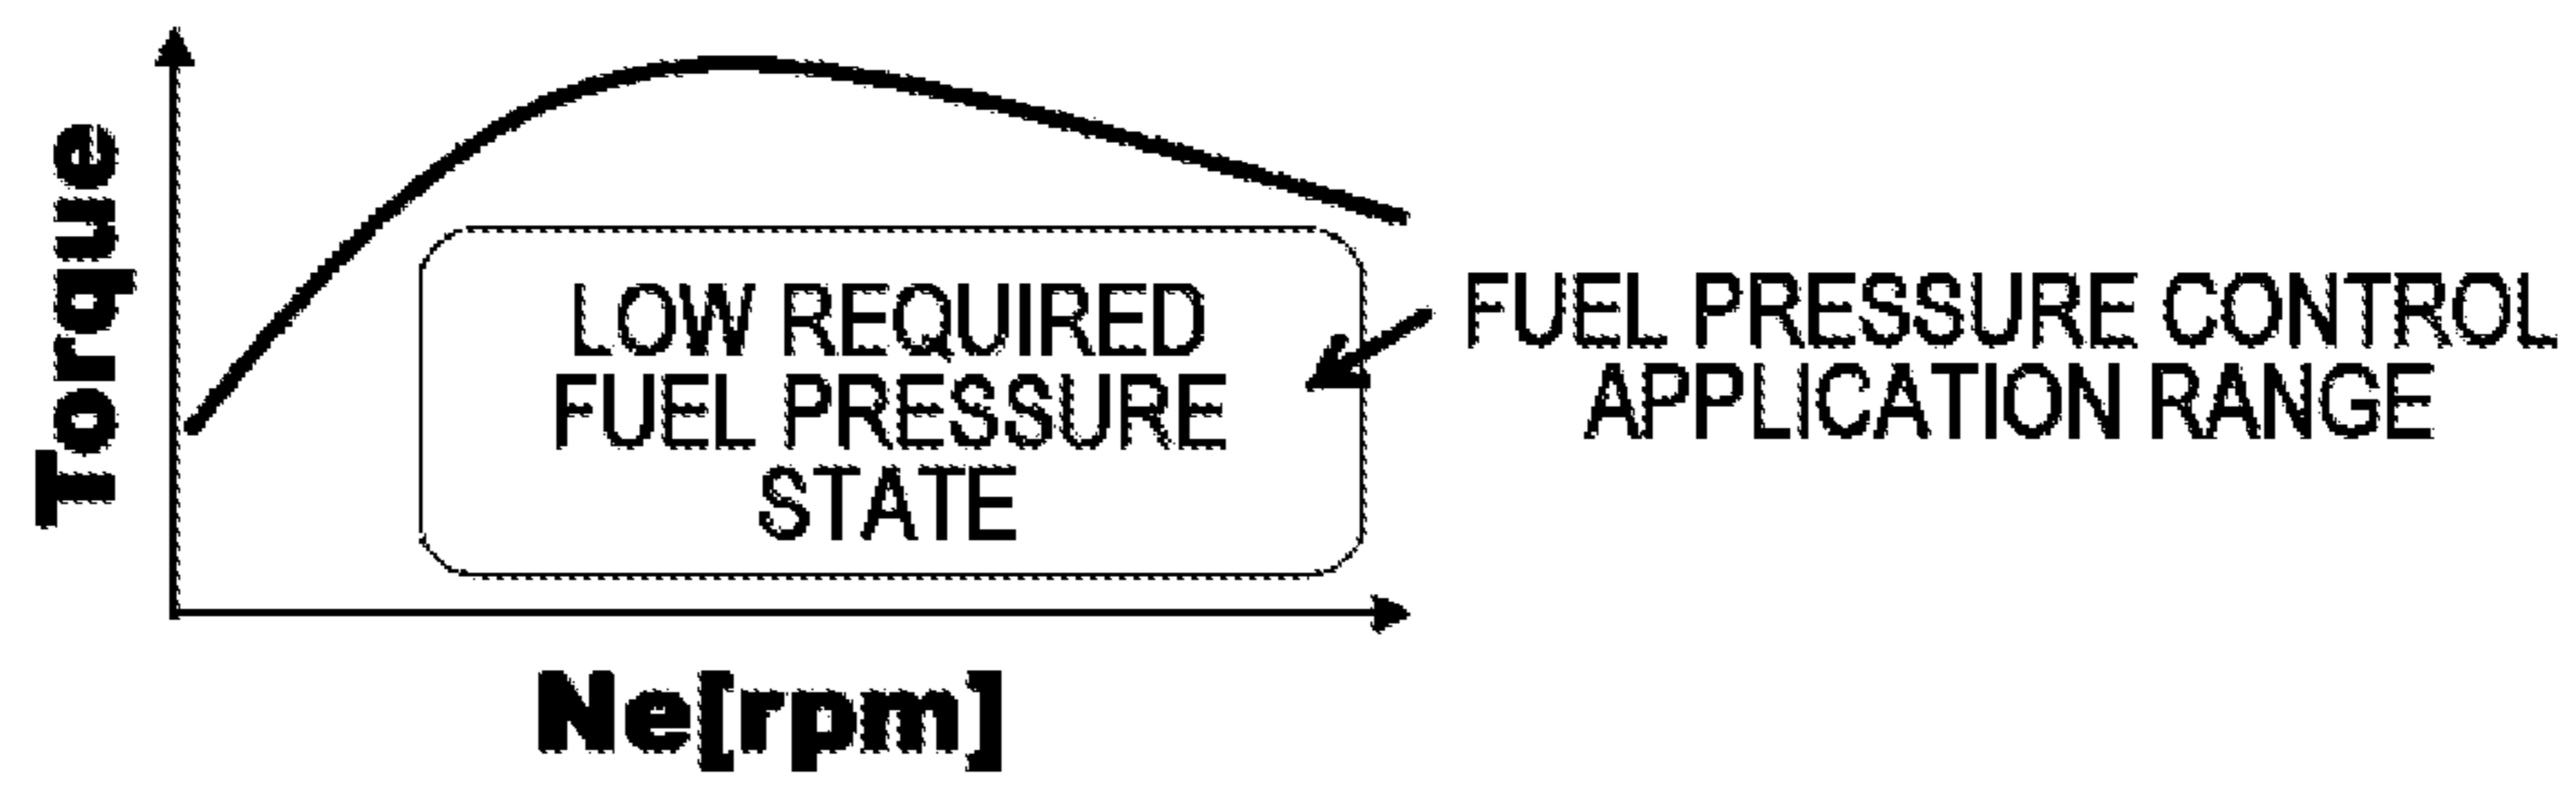 Torque
LOW REQUIRED
FUEL PRESSURE
STATE
FUEL PRESSURE CONTROL
APPLICATION RANGE
Ne[rpm]